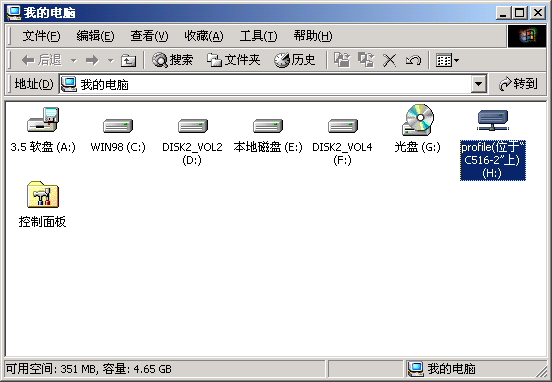 我的电脑
文件(F) 编辑(E) 查看(V) 收藏(A) 工具(T) 帮助(H)
后退 搜索 文件夹 历史
地址(D) 我的电脑 转到
3.5 软盘 (A:) WIN98 (C:) DISK2_VOL2 (D:) 本地磁盘 (E:) DISK2_VOL4 (F:) 光盘 (G:) profile(位于“C516-2”上) (H:)
控制面板
可用空间: 351 MB, 容量: 4.65 GB 我的电脑